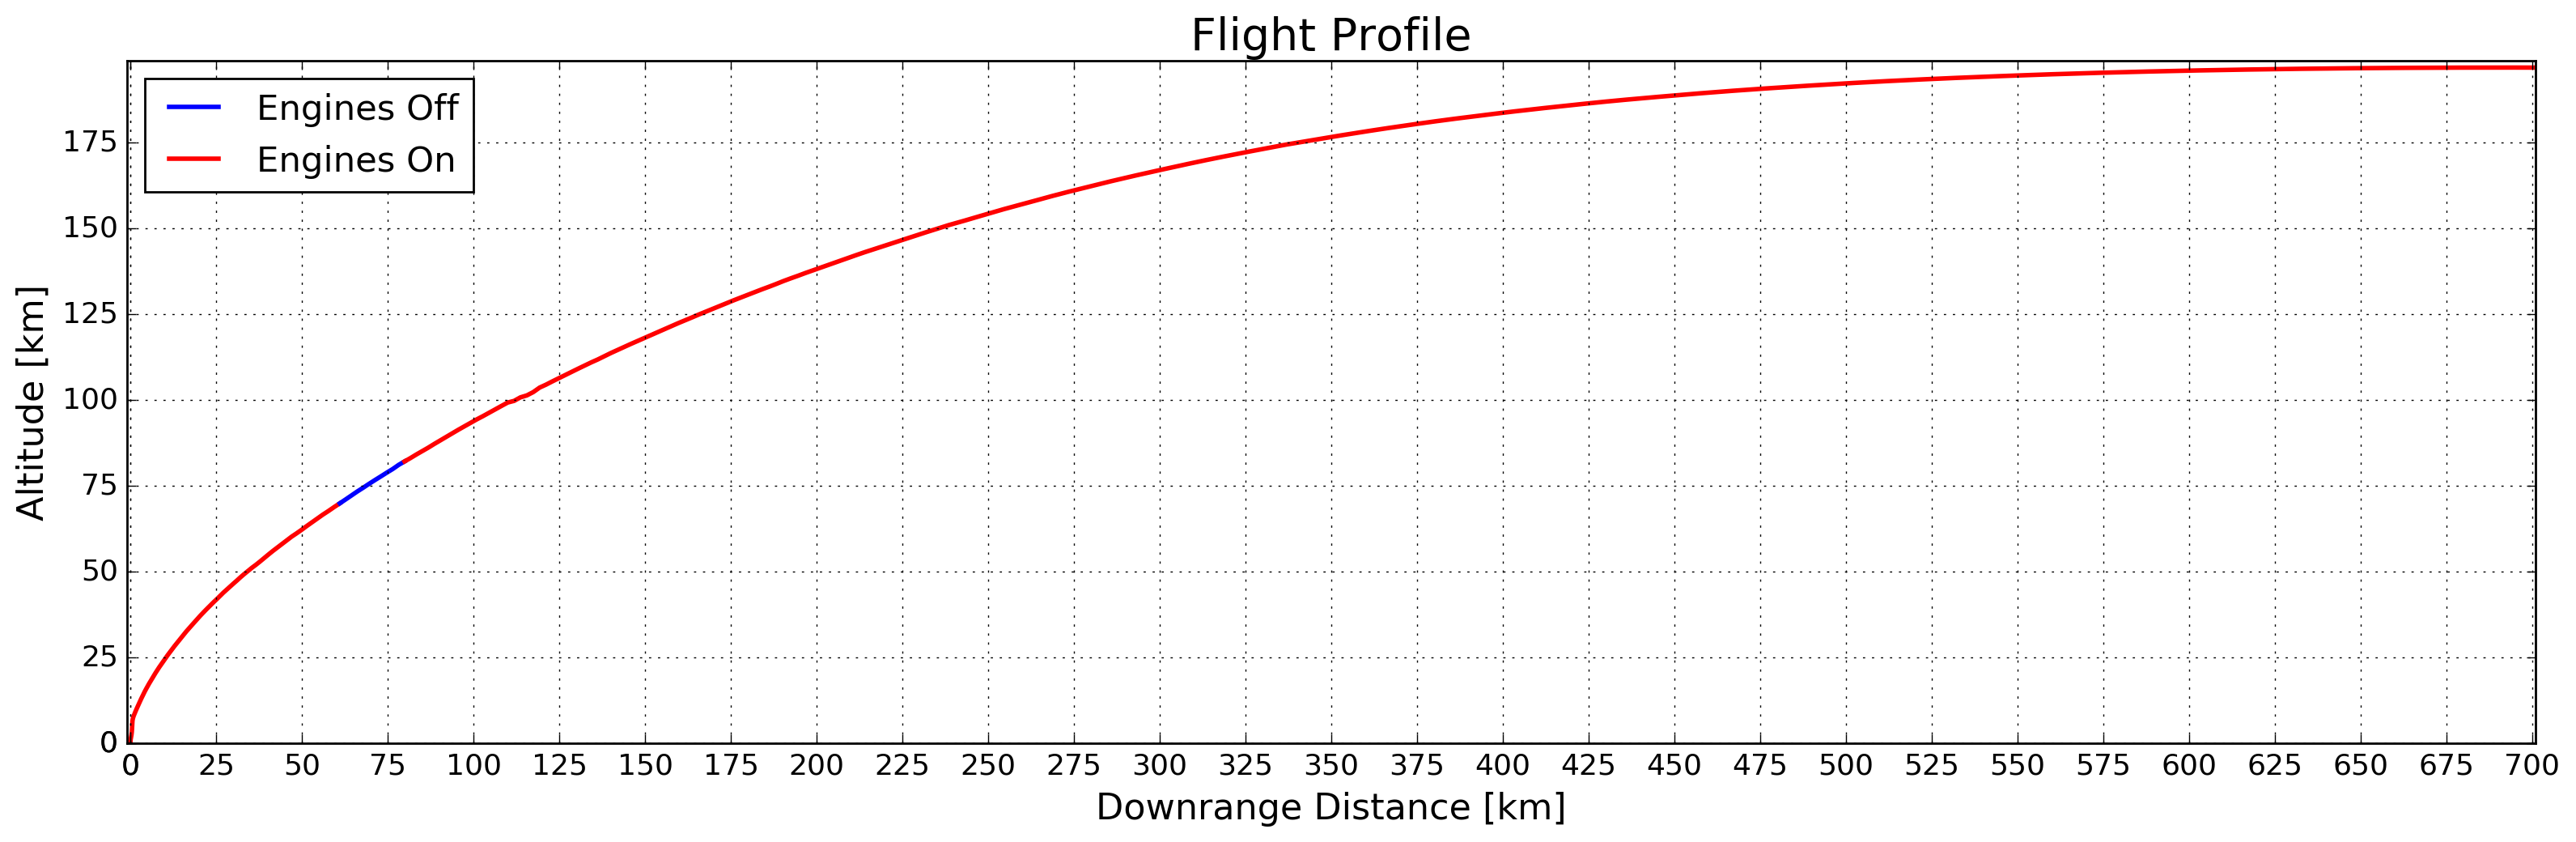 Flight Profile
Engines Off
Engines On
175
150
125
100
75
50
25
0
Altitude [km]
0 25 50 75 100 125 150 175 200 225 250 275 300 325 350 375 400 425 450 475 500 525 550 575 600 625 650 675 700
Downrange Distance [km]